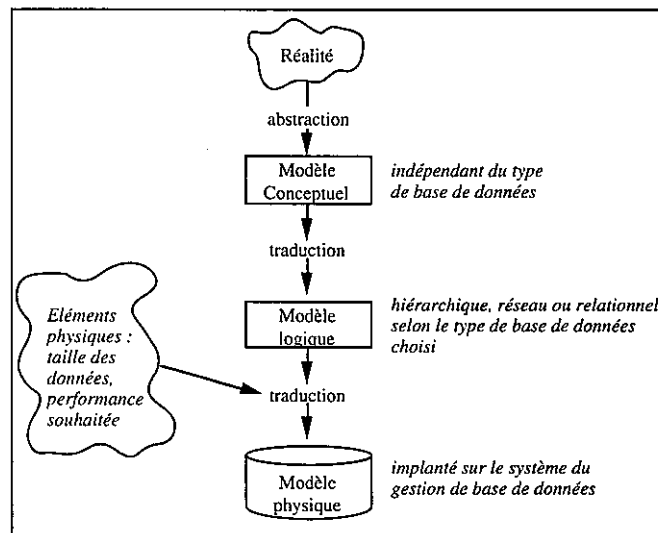 Réalité
abstraction
Modèle
Conceptuel
indépendant du type
de base de données
traduction
Eléments
physiques :
taille des
données,
performance
souhaitée
Modèle
logique
hiérarchique, réseau ou relationnel
selon le type de base de données
choisi
traduction
Modèle
physique
implanté sur le système du
gestion de base de données